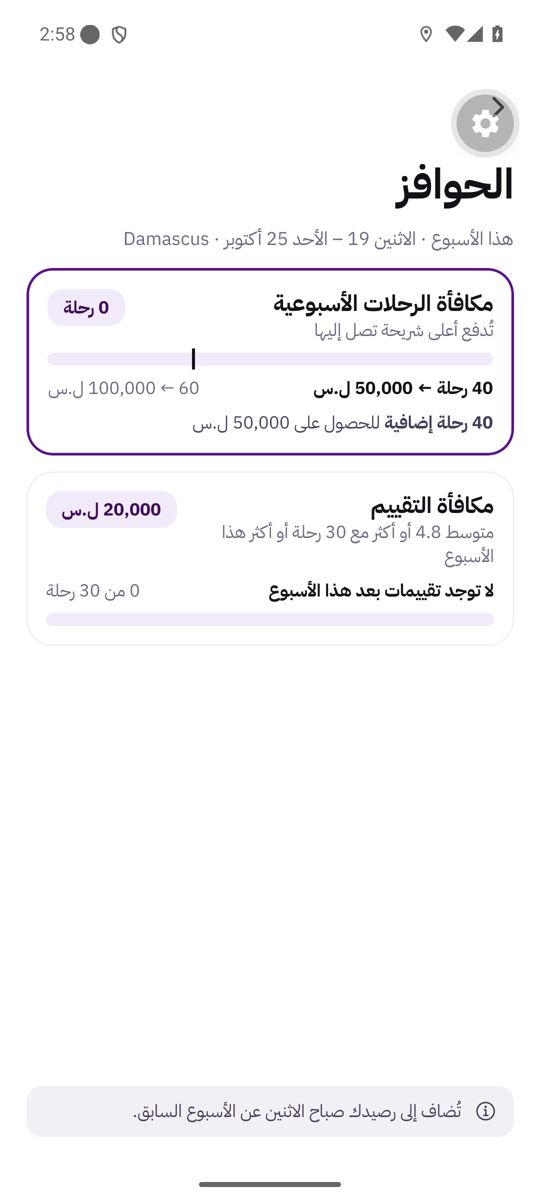 2:58
الحوافز
هذا الأسبوع · الاثنين 19 – الأحد 25 أكتوبر · Damascus
مكافأة الرحلات الأسبوعية
0 رحلة
تُدفع أعلى شريحة تصل إليها
40 رحلة ← 50,000 ل.س
60 ← 100,000 ل.س
40 رحلة إضافية للحصول على 50,000 ل.س
مكافأة التقييم
20,000 ل.س
متوسط 4.8 أو أكثر مع 30 رحلة أو أكثر هذا
الأسبوع
لا توجد تقييمات بعد هذا الأسبوع
0 من 30 رحلة
تُضاف إلى رصيدك صباح الاثنين عن الأسبوع السابق.